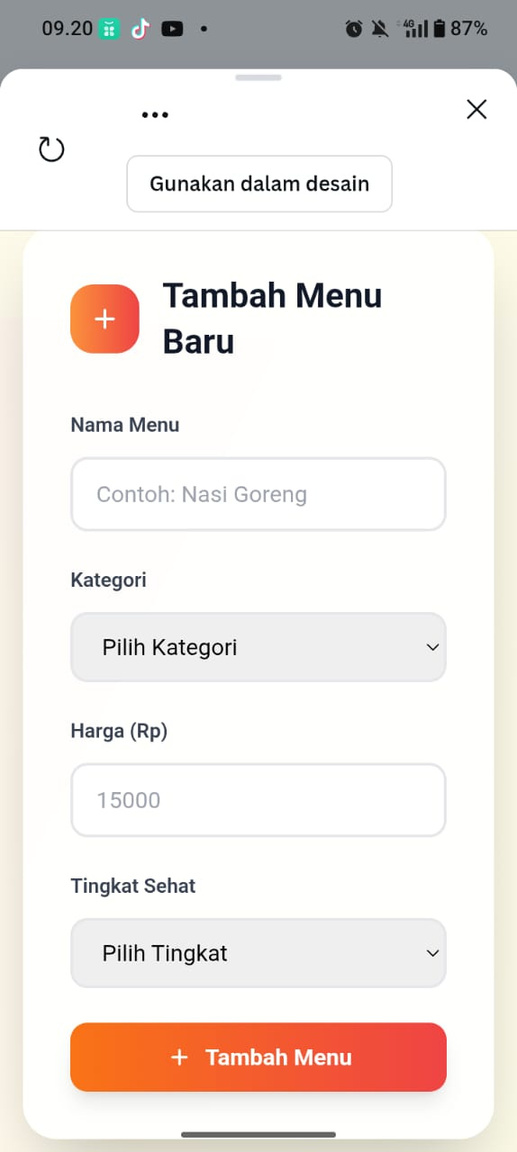 09.20 4G 87%
Gunakan dalam desain
Tambah Menu
Baru
Nama Menu
Contoh: Nasi Goreng
Kategori
Pilih Kategori
Harga (Rp)
15000
Tingkat Sehat
Pilih Tingkat
+ Tambah Menu